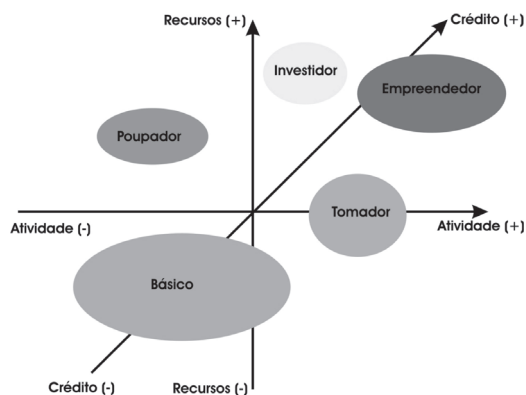 Recursos (+)
Crédito (+)
Investidor
Empreendedor
Poupador
Tomador
Atividade (-)
Atividade (+)
Básico
Crédito (-)
Recursos (-)